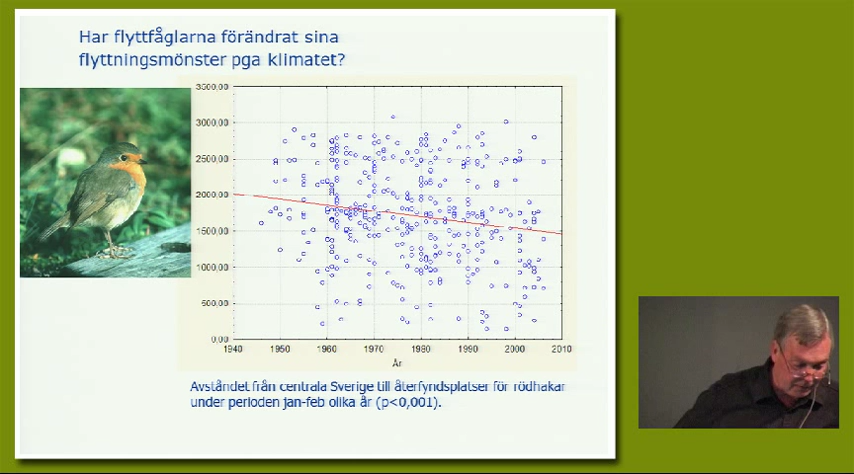 Har flyttfåglarna förändrat sina
flyttningsmönster pga klimatet?
3500,00
3000,00
2500,00
2000,00
1500,00
1000,00
500,00
0,00
1940 1950 1960 1970 1980 1990 2000 2010
År
Avståndet från centrala Sverige till återfyndsplatser för rödhakar
under perioden jan-feb olika år (p<0,001).